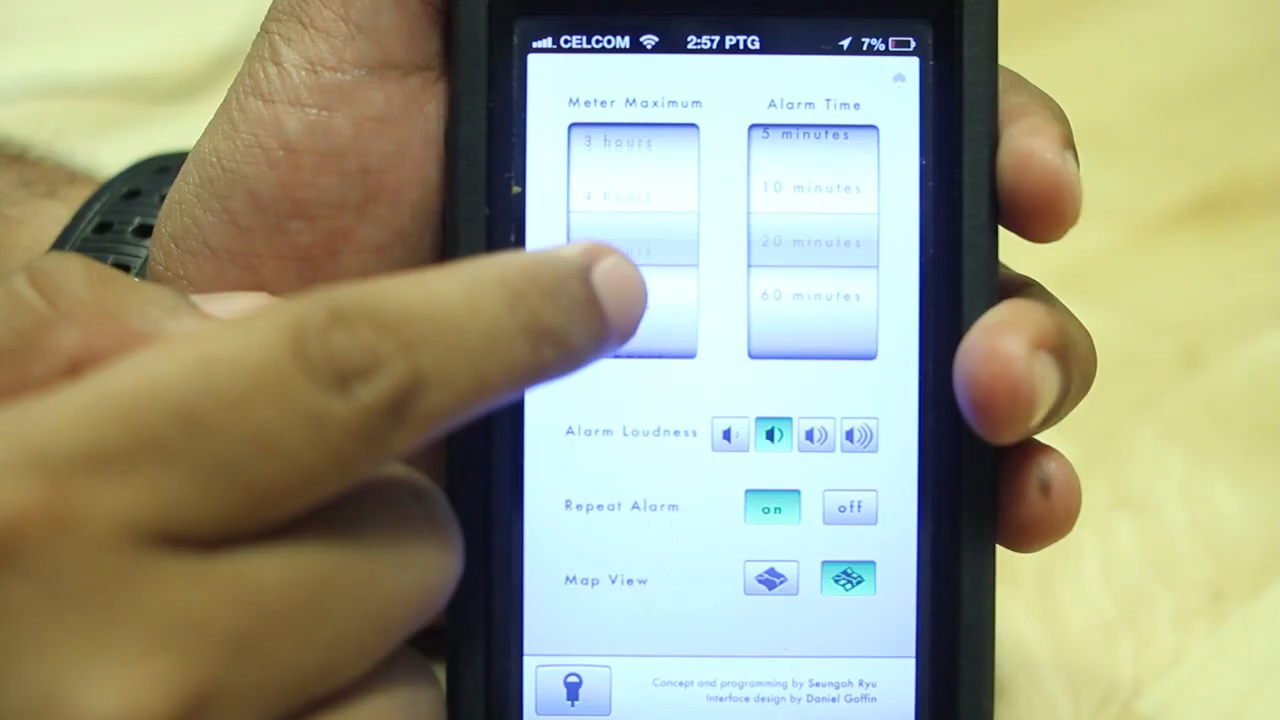 CELCOM 2:57 PTG 7%
Meter Maximum Alarm Time
3 hours 5 minutes
4 hours 10 minutes
20 minutes
60 minutes
Alarm Loudness
Repeat Alarm on off
Map View
Concept and programming by Seungoh Ryu
Interface design by Daniel Goffin